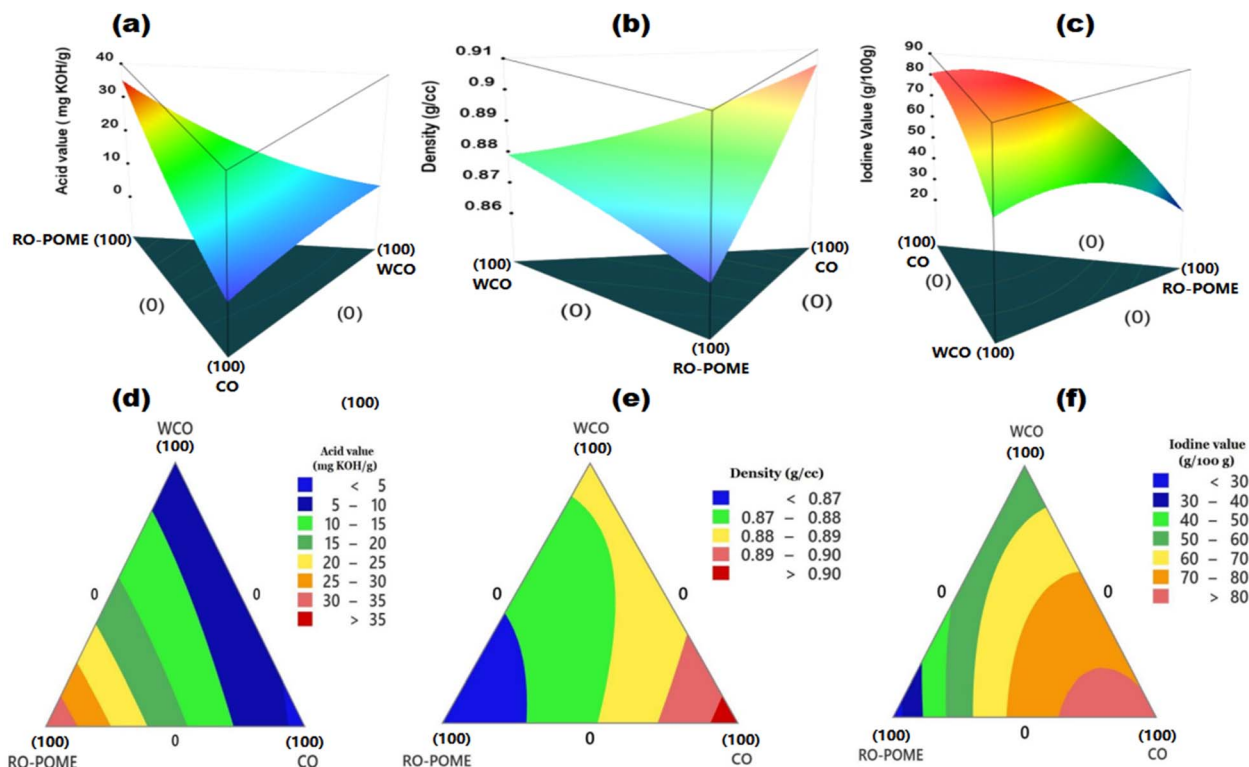 (a)
(b)
(c)
Acid value ( mg KOH/g)
40
30
20
10
0
RO-POME (100)
(100)
WCO
(0)
(0)
(100)
CO
Density (g/cc)
0.91
0.9
0.89
0.88
0.87
0.86
(100)
WCO
(100)
CO
(0)
(0)
(100)
RO-POME
Iodine Value (g/100g)
90
80
70
60
50
40
30
20
(100)
CO
(0)
(0)
(100)
RO-POME
(0)
WCO (100)
(d)
(100)
WCO
(100)
Acid value
(mg KOH/g)
< 5
5 – 10
10 – 15
15 – 20
20 – 25
25 – 30
30 – 35
> 35
0
0
(100)
RO-POME
0
(100)
CO
(e)
WCO
(100)
Density (g/cc)
< 0.87
0.87 – 0.88
0.88 – 0.89
0.89 – 0.90
> 0.90
0
0
(100)
RO-POME
0
(100)
CO
(f)
WCO
(100)
Iodine value
(g/100 g)
< 30
30 – 40
40 – 50
50 – 60
60 – 70
70 – 80
> 80
0
0
(100)
RO-POME
0
(100)
CO